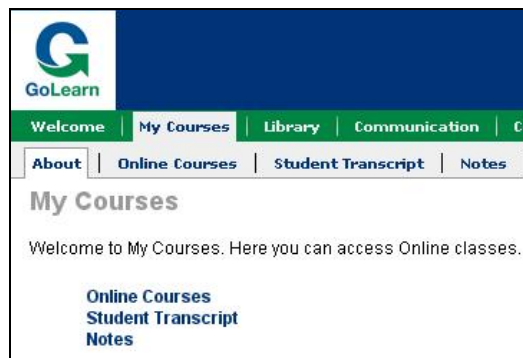 GoLearn
Welcome | My Courses | Library | Communication |
About | Online Courses | Student Transcript | Notes
My Courses
Welcome to My Courses. Here you can access Online classes.
Online Courses
Student Transcript
Notes